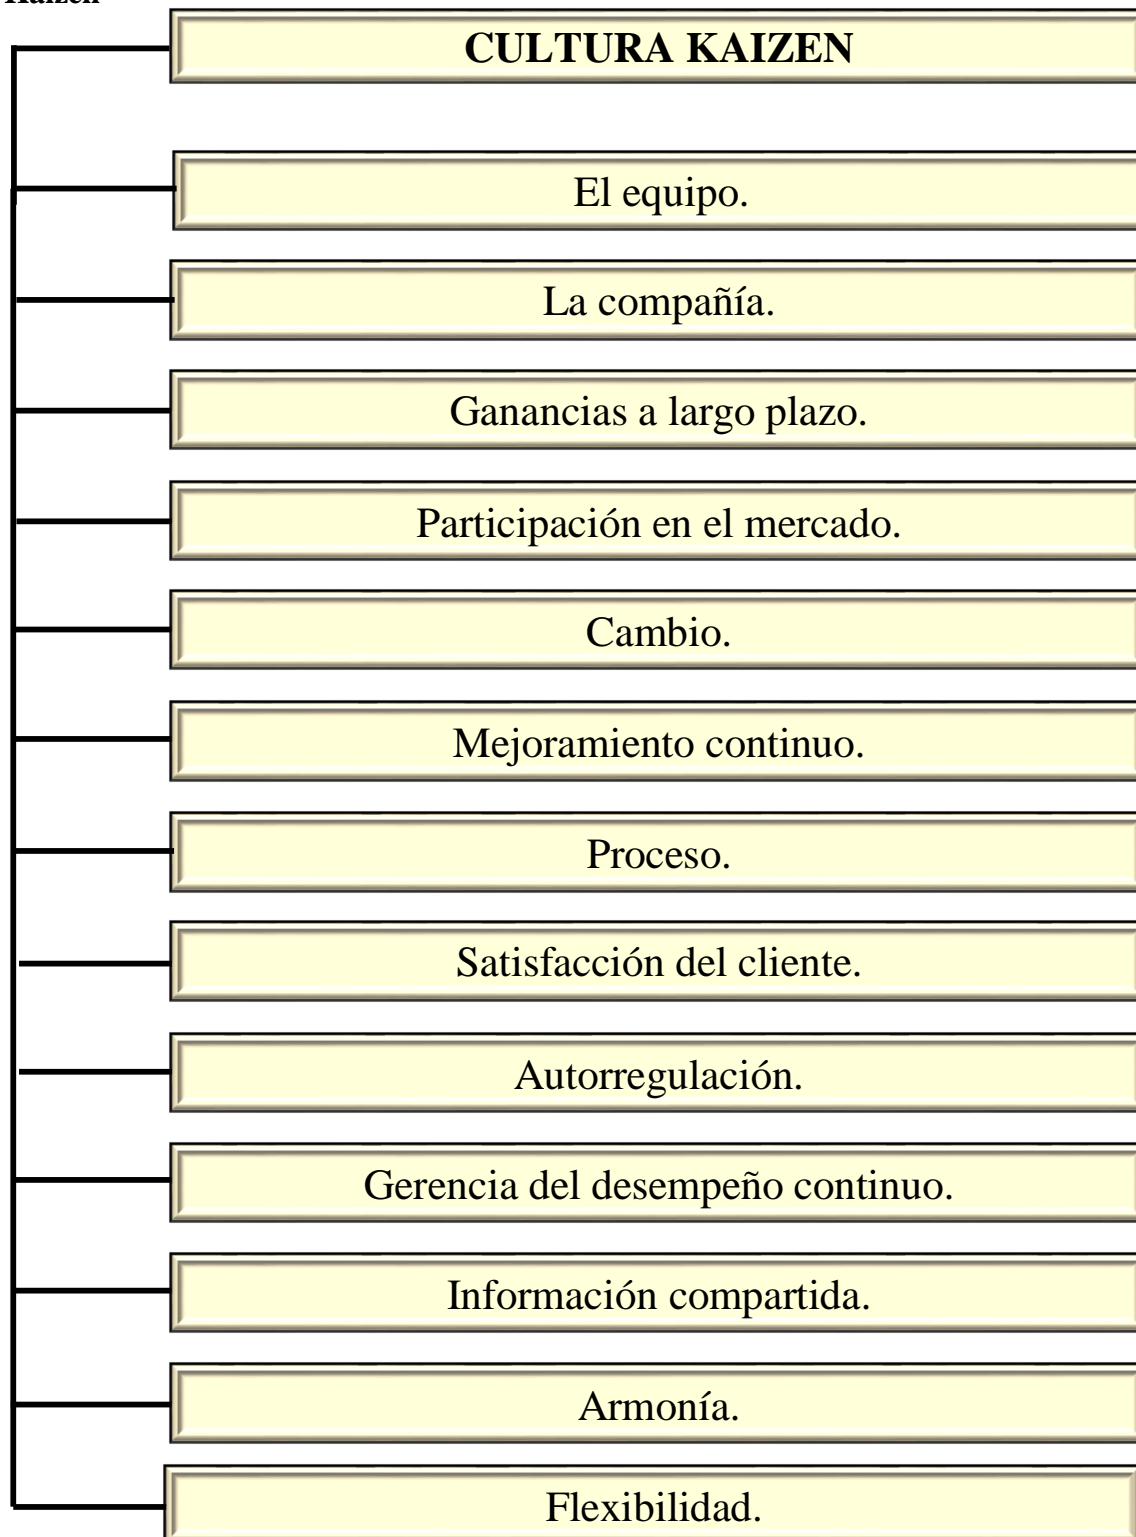 Kaizen
CULTURA KAIZEN
El equipo.
La compañía.
Ganancias a largo plazo.
Participación en el mercado.
Cambio.
Mejoramiento continuo.
Proceso.
Satisfacción del cliente.
Autorregulación.
Gerencia del desempeño continuo.
Información compartida.
Armonía.
Flexibilidad.